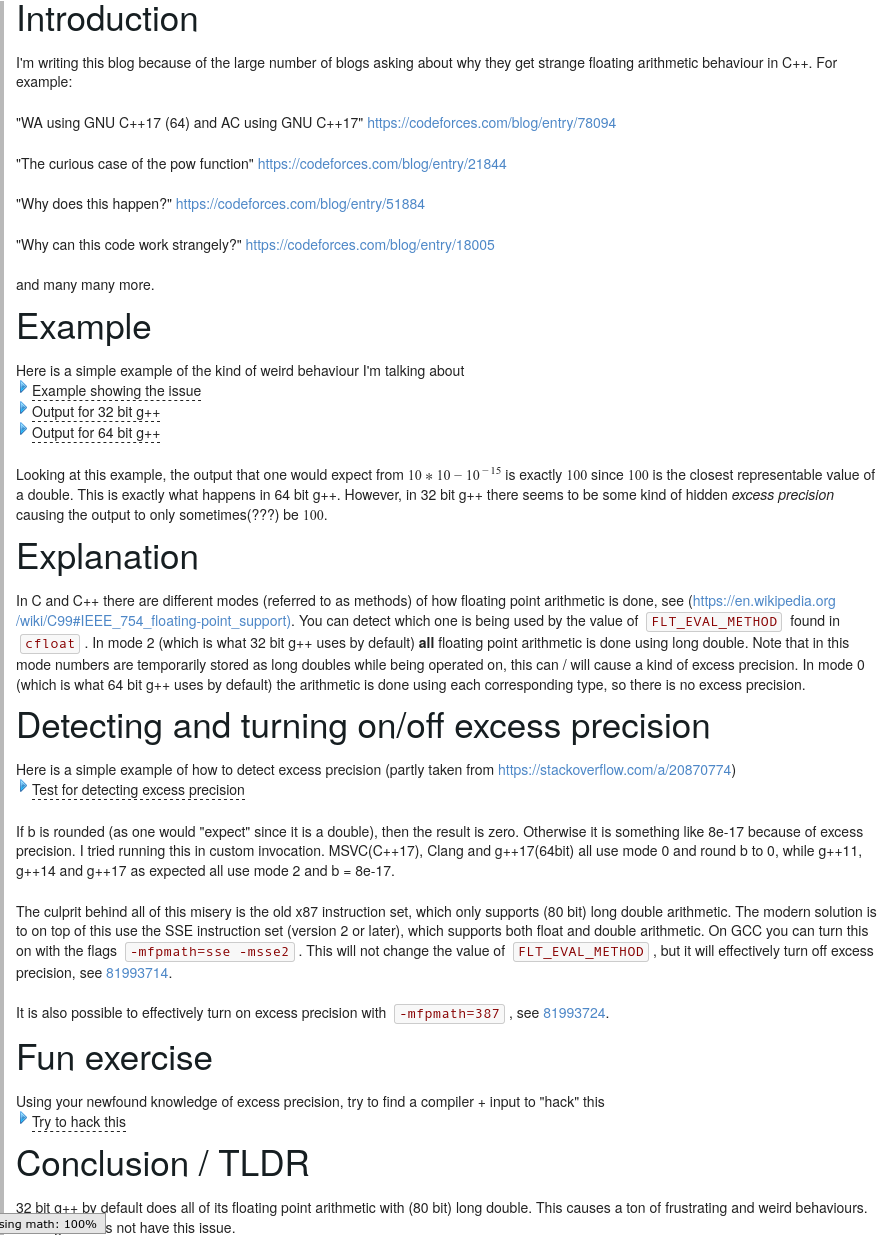 Introduction
I'm writing this blog because of the large number of blogs asking about why they get strange floating arithmetic behaviour in C++. For
example:
"WA using GNU C++17 (64) and AC using GNU C++17" https://codeforces.com/blog/entry/78094
"The curious case of the pow function" https://codeforces.com/blog/entry/21844
"Why does this happen?" https://codeforces.com/blog/entry/51884
"Why can this code work strangely?" https://codeforces.com/blog/entry/18005
and many many more.
Example
Here is a simple example of the kind of weird behaviour I'm talking about
Example showing the issue
Output for 32 bit g++
Output for 64 bit g++
Looking at this example, the output that one would expect from 10 * 10 − 10⁻¹⁵ is exactly 100 since 100 is the closest representable value of
a double. This is exactly what happens in 64 bit g++. However, in 32 bit g++ there seems to be some kind of hidden excess precision
causing the output to only sometimes(???) be 100.
Explanation
In C and C++ there are different modes (referred to as methods) of how floating point arithmetic is done, see (https://en.wikipedia.org
/wiki/C99#IEEE_754_floating-point_support). You can detect which one is being used by the value of FLT_EVAL_METHOD found in
cfloat . In mode 2 (which is what 32 bit g++ uses by default) all floating point arithmetic is done using long double. Note that in this
mode numbers are temporarily stored as long doubles while being operated on, this can / will cause a kind of excess precision. In mode 0
(which is what 64 bit g++ uses by default) the arithmetic is done using each corresponding type, so there is no excess precision.
Detecting and turning on/off excess precision
Here is a simple example of how to detect excess precision (partly taken from https://stackoverflow.com/a/20870774)
Test for detecting excess precision
If b is rounded (as one would "expect" since it is a double), then the result is zero. Otherwise it is something like 8e-17 because of excess
precision. I tried running this in custom invocation. MSVC(C++17), Clang and g++17(64bit) all use mode 0 and round b to 0, while g++11,
g++14 and g++17 as expected all use mode 2 and b = 8e-17.
The culprit behind all of this misery is the old x87 instruction set, which only supports (80 bit) long double arithmetic. The modern solution is
to on top of this use the SSE instruction set (version 2 or later), which supports both float and double arithmetic. On GCC you can turn this
on with the flags -mfpmath=sse -msse2 . This will not change the value of FLT_EVAL_METHOD , but it will effectively turn off excess
precision, see 81993714.
It is also possible to effectively turn on excess precision with -mfpmath=387 , see 81993724.
Fun exercise
Using your newfound knowledge of excess precision, try to find a compiler + input to "hack" this
Try to hack this
Conclusion / TLDR
32 bit g++ by default does all of its floating point arithmetic with (80 bit) long double. This causes a ton of frustrating and weird behaviours.
sing math: 100%
s not have this issue.